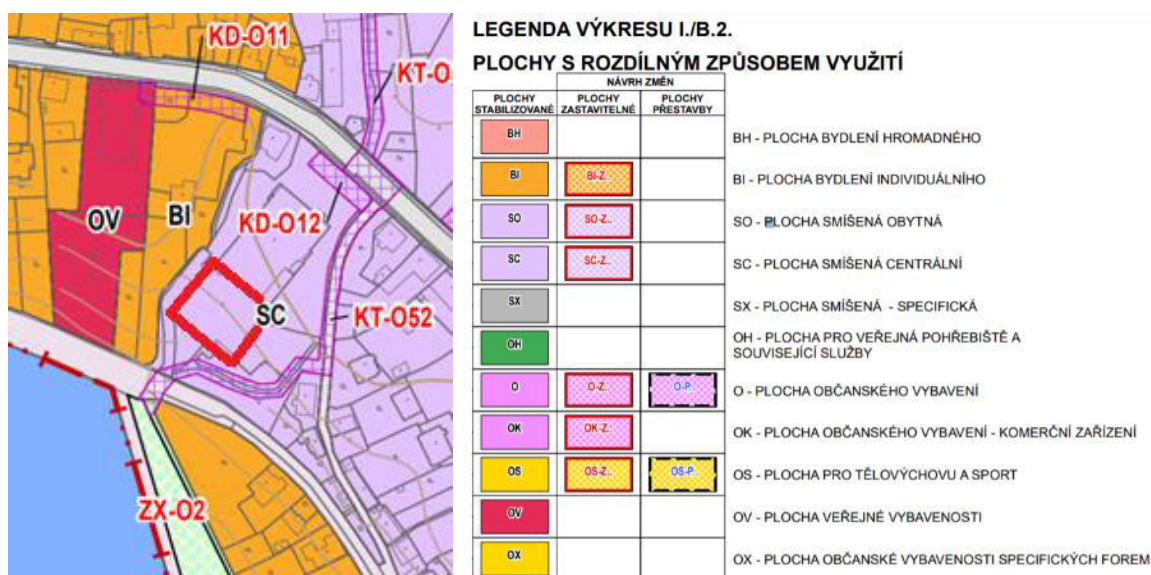 KD-O11
KT-O
OV
BI
KD-O12
SC
KT-O52
ZX-O2
LEGENDA VÝKRESU I./B.2.
PLOCHY S ROZDÍLNÝM ZPŮSOBEM VYUŽITÍ
NÁVRH ZMĚN
PLOCHY STABILIZOVANÉ
PLOCHY ZASTAVITELNÉ
PLOCHY PŘESTAVBY
BH
BH - PLOCHA BYDLENÍ HROMADNÉHO
BI BI-Z.
BI - PLOCHA BYDLENÍ INDIVIDUÁLNÍHO
SO SO-Z..
SO - PLOCHA SMÍŠENÁ OBYTNÁ
SC SC-Z..
SC - PLOCHA SMÍŠENÁ CENTRÁLNÍ
SX
SX - PLOCHA SMÍŠENÁ - SPECIFICKÁ
OH
OH - PLOCHA PRO VEŘEJNÁ POHŘEBIŠTĚ A
SOUVISEJÍCÍ SLUŽBY
O O-Z. O-P.
O - PLOCHA OBČANSKÉHO VYBAVENÍ
OK OK-Z.
OK - PLOCHA OBČANSKÉHO VYBAVENÍ - KOMERČNÍ ZAŘÍZENÍ
OS OS-Z.. OS-P..
OS - PLOCHA PRO TĚLOVÝCHOVU A SPORT
OV
OV - PLOCHA VEŘEJNÉ VYBAVENOSTI
OX
OX - PLOCHA OBČANSKÉ VYBAVENOSTI SPECIFICKÝCH FOREM